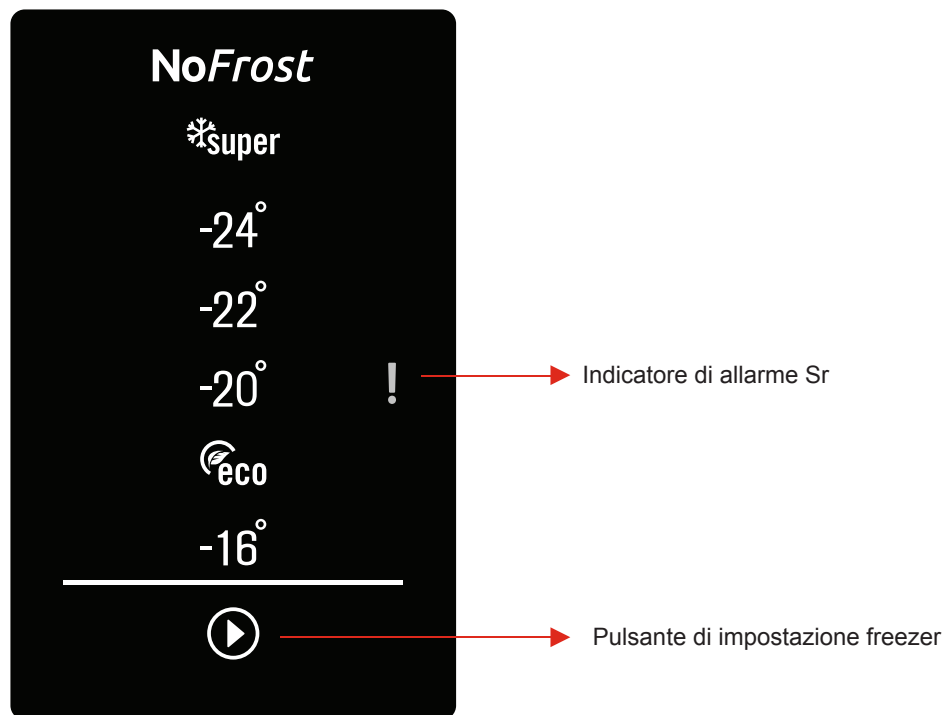 NoFrost
super
-24°
-22°
-20°
! Indicatore di allarme Sr
eco
-16°
Pulsante di impostazione freezer